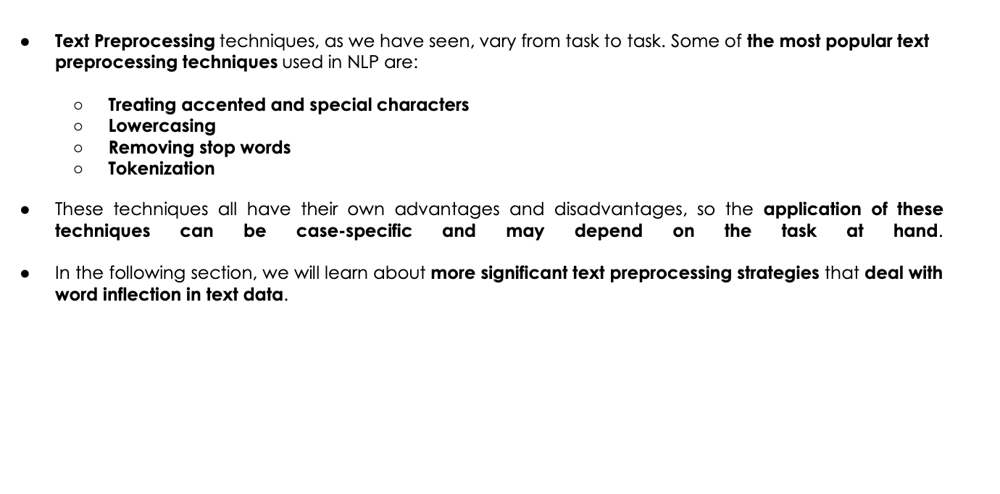 ● Text Preprocessing techniques, as we have seen, vary from task to task. Some of the most popular text
preprocessing techniques used in NLP are:
○ Treating accented and special characters
○ Lowercasing
○ Removing stop words
○ Tokenization
● These techniques all have their own advantages and disadvantages, so the application of these
techniques can be case-specific and may depend on the task at hand.
● In the following section, we will learn about more significant text preprocessing strategies that deal with
word inflection in text data.